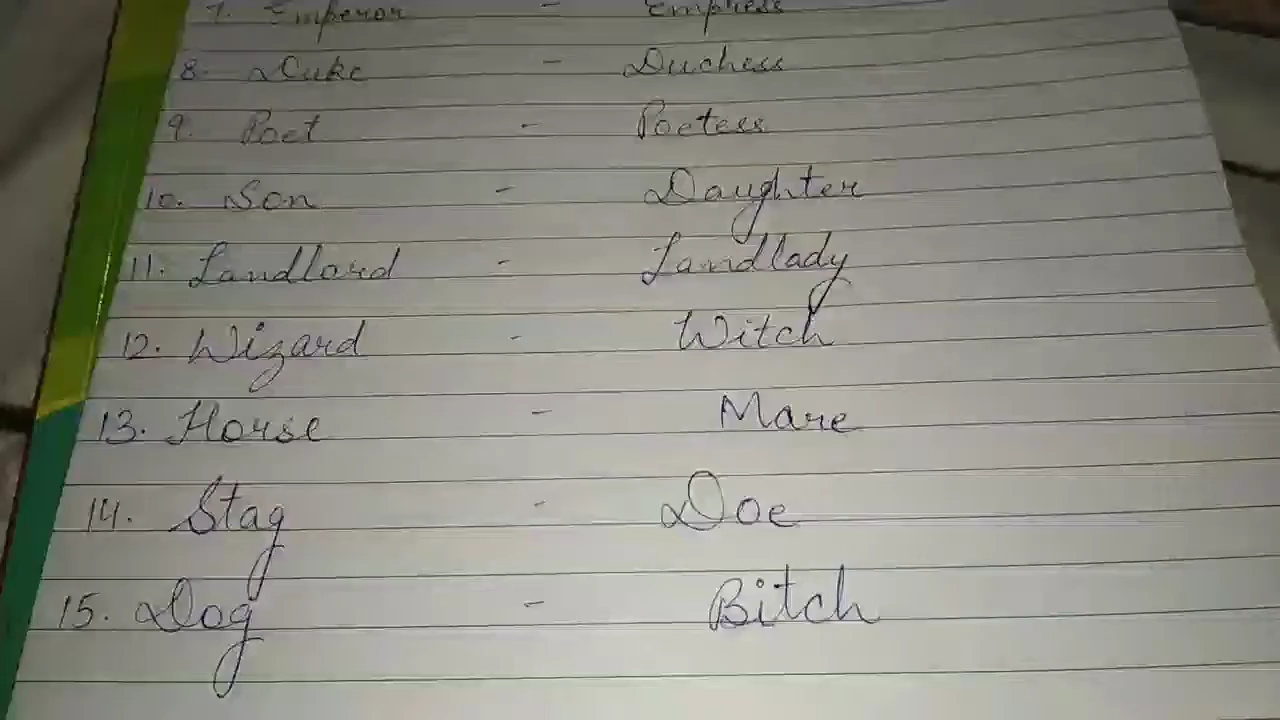 7. Emperor - Empress
8. Duke - Duchess
9. Poet - Poetess
10. Son - Daughter
11. Landlord - Landlady
12. Wizard - Witch
13. Horse - Mare
14. Stag - Doe
15. Dog - Bitch